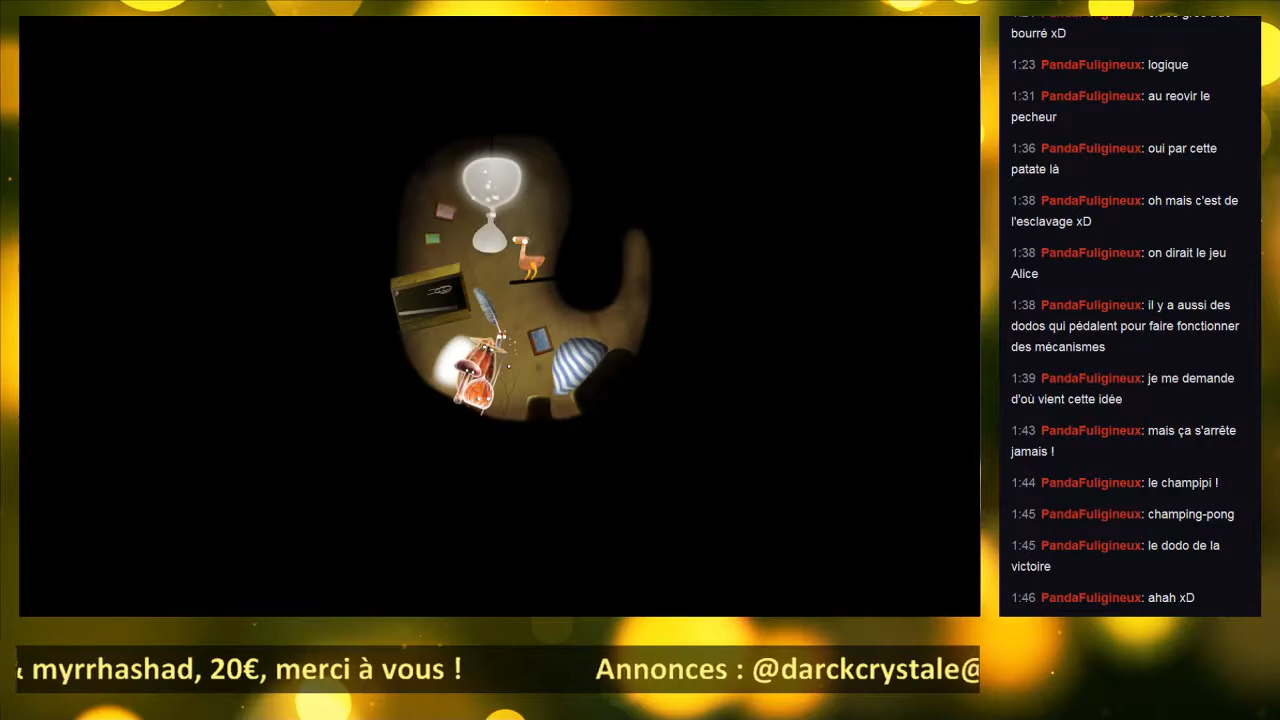 bourré xD
1:23 PandaFuligineux: logique
1:31 PandaFuligineux: au reovir le
pecheur
1:36 PandaFuligineux: oui par cette
patate là
1:38 PandaFuligineux: oh mais c'est de
l'esclavage xD
1:38 PandaFuligineux: on dirait le jeu
Alice
1:38 PandaFuligineux: il y a aussi des
dodos qui pédalent pour faire fonctionner
des mécanismes
1:39 PandaFuligineux: je me demande
d'où vient cette idée
1:43 PandaFuligineux: mais ça s'arrête
jamais !
1:44 PandaFuligineux: le champipi !
1:45 PandaFuligineux: champing-pong
1:45 PandaFuligineux: le dodo de la
victoire
1:46 PandaFuligineux: ahah xD
& myrrhashad, 20€, merci à vous ! Annonces : @darckcrystale@